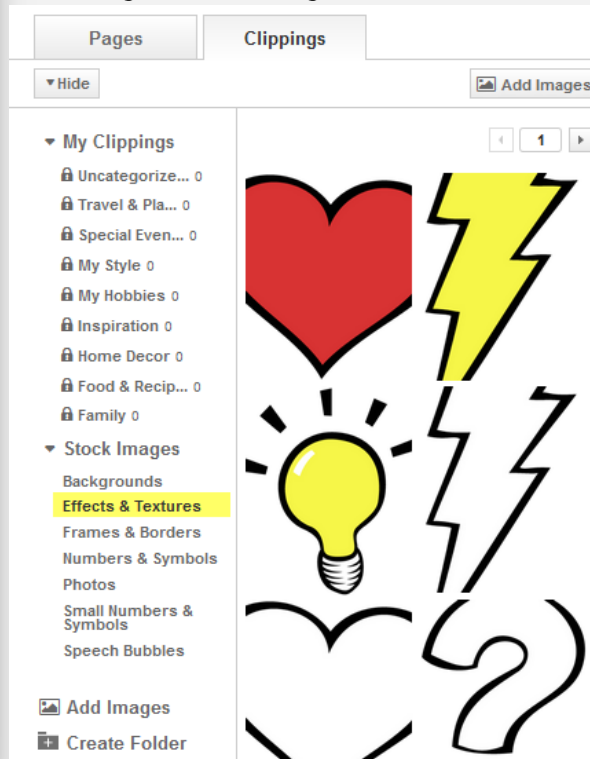 Pages
Clippings
Hide
Add Images
1
My Clippings
Uncategorize... 0
Travel & Pla... 0
Special Even... 0
My Style 0
My Hobbies 0
Inspiration 0
Home Decor 0
Food & Recip... 0
Family 0
Stock Images
Backgrounds
Effects & Textures
Frames & Borders
Numbers & Symbols
Photos
Small Numbers &
Symbols
Speech Bubbles
Add Images
Create Folder